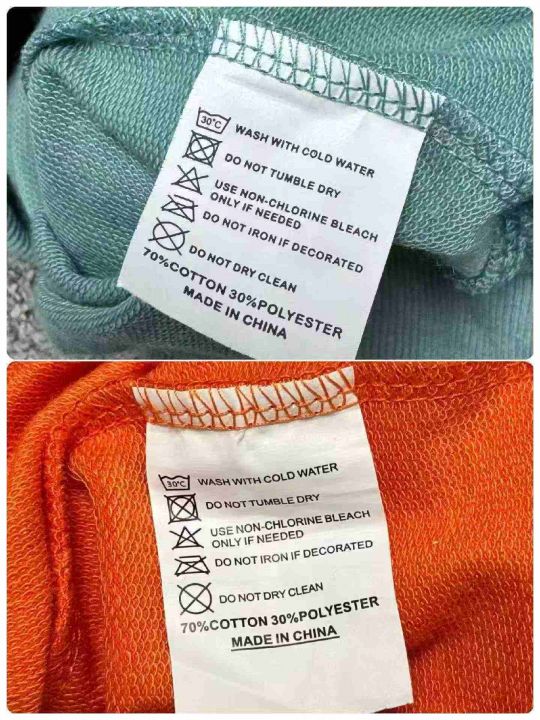 30°C WASH WITH COLD WATER
DO NOT TUMBLE DRY
USE NON-CHLORINE BLEACH
ONLY IF NEEDED
DO NOT IRON IF DECORATED
DO NOT DRY CLEAN
70%COTTON 30%POLYESTER
MADE IN CHINA
30°C WASH WITH COLD WATER
DO NOT TUMBLE DRY
USE NON-CHLORINE BLEACH
ONLY IF NEEDED
DO NOT IRON IF DECORATED
DO NOT DRY CLEAN
70%COTTON 30%POLYESTER
MADE IN CHINA